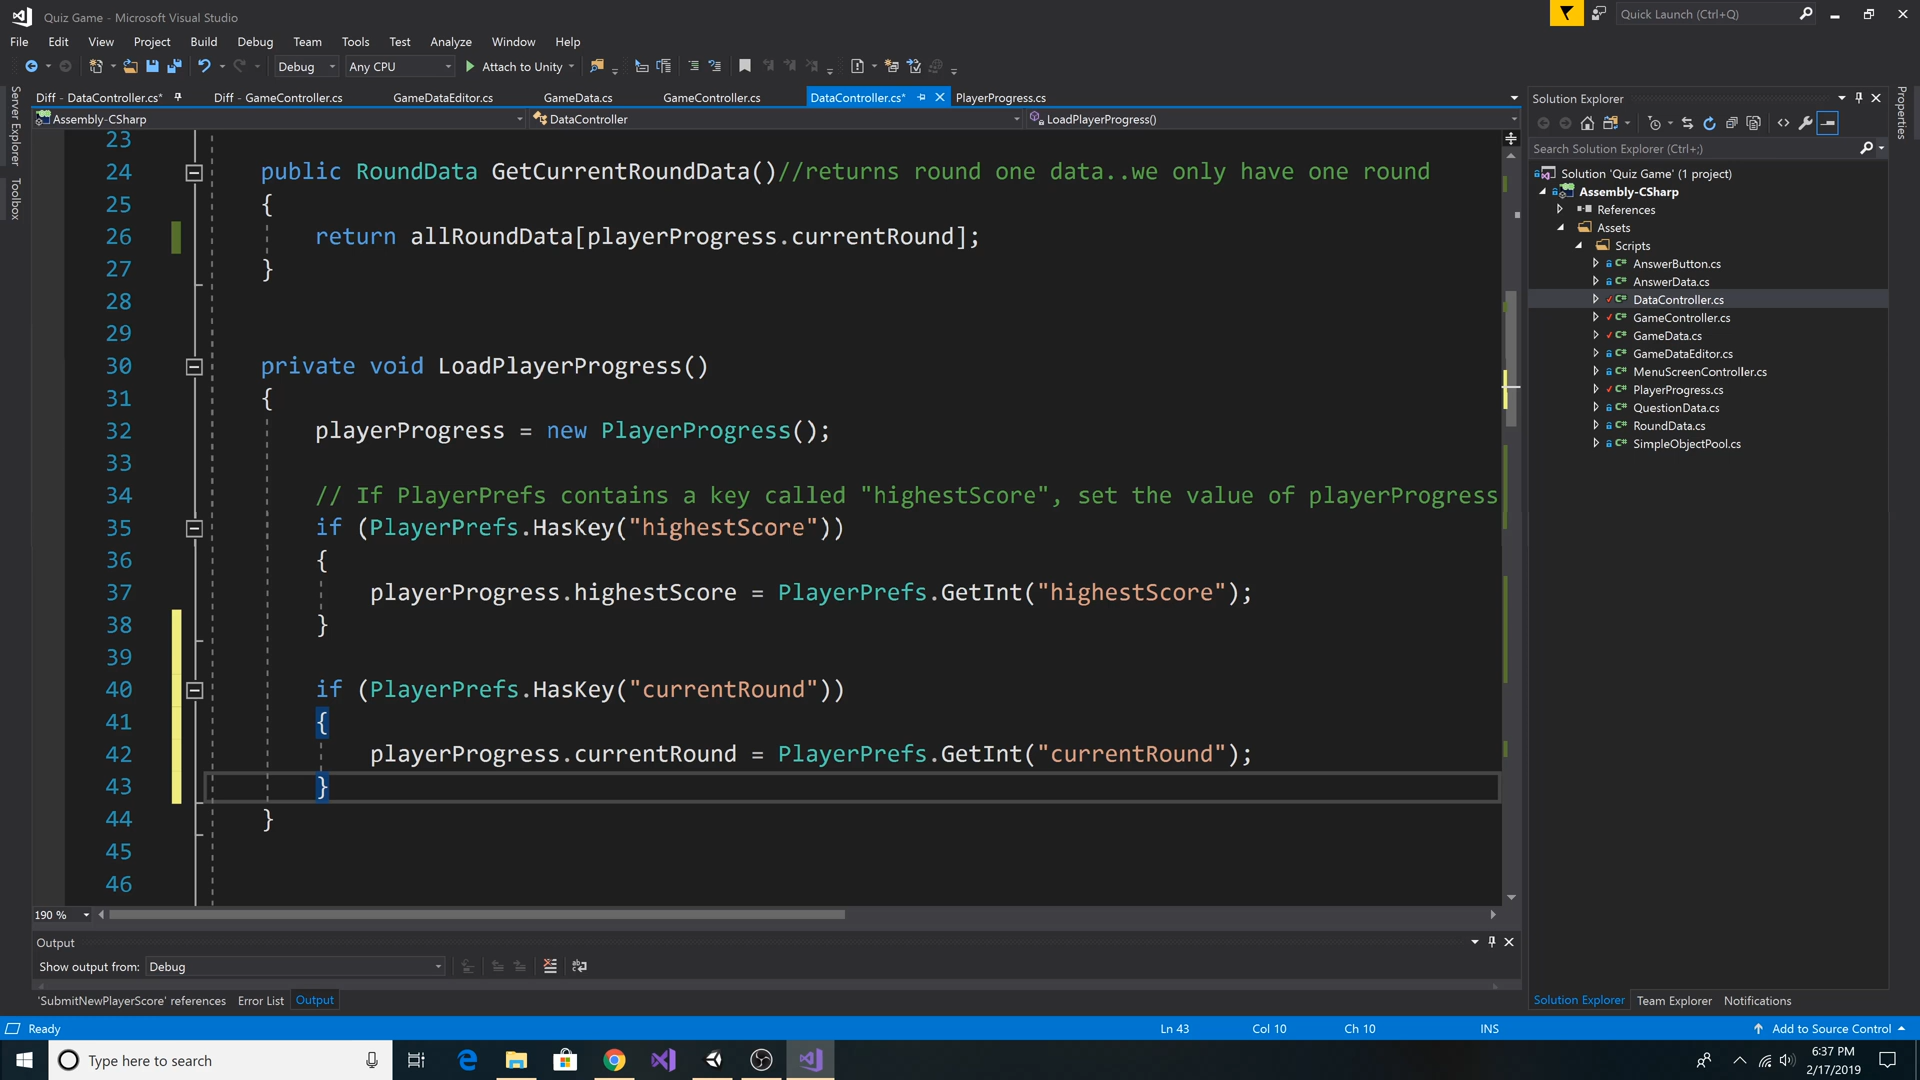 Quiz Game - Microsoft Visual Studio
Quick Launch (Ctrl+Q)
File Edit View Project Build Debug Team Tools Test Analyze Window Help
Debug Any CPU Attach to Unity
Server Explorer
Toolbox
Diff - DataController.cs* Diff - GameController.cs GameDataEditor.cs GameData.cs GameController.cs DataController.cs* PlayerProgress.cs
Assembly-CSharp DataController LoadPlayerProgress()
23
24 public RoundData GetCurrentRoundData()//returns round one data..we only have one round
25 {
26 return allRoundData[playerProgress.currentRound];
27 }
28
29
30 private void LoadPlayerProgress()
31 {
32 playerProgress = new PlayerProgress();
33
34 // If PlayerPrefs contains a key called "highestScore", set the value of playerProgress
35 if (PlayerPrefs.HasKey("highestScore"))
36 {
37 playerProgress.highestScore = PlayerPrefs.GetInt("highestScore");
38 }
39
40 if (PlayerPrefs.HasKey("currentRound"))
41 {
42 playerProgress.currentRound = PlayerPrefs.GetInt("currentRound");
43 }
44 }
45
46
190 %
Output
Show output from: Debug
'SubmitNewPlayerScore' references Error List Output
Solution Explorer
Search Solution Explorer (Ctrl+;)
Solution 'Quiz Game' (1 project)
Assembly-CSharp
References
Assets
Scripts
C# AnswerButton.cs
C# AnswerData.cs
C# DataController.cs
C# GameController.cs
C# GameData.cs
C# GameDataEditor.cs
C# MenuScreenController.cs
C# PlayerProgress.cs
C# QuestionData.cs
C# RoundData.cs
C# SimpleObjectPool.cs
Solution Explorer Team Explorer Notifications
Properties
Ready Ln 43 Col 10 Ch 10 INS Add to Source Control
Type here to search
6:37 PM
2/17/2019